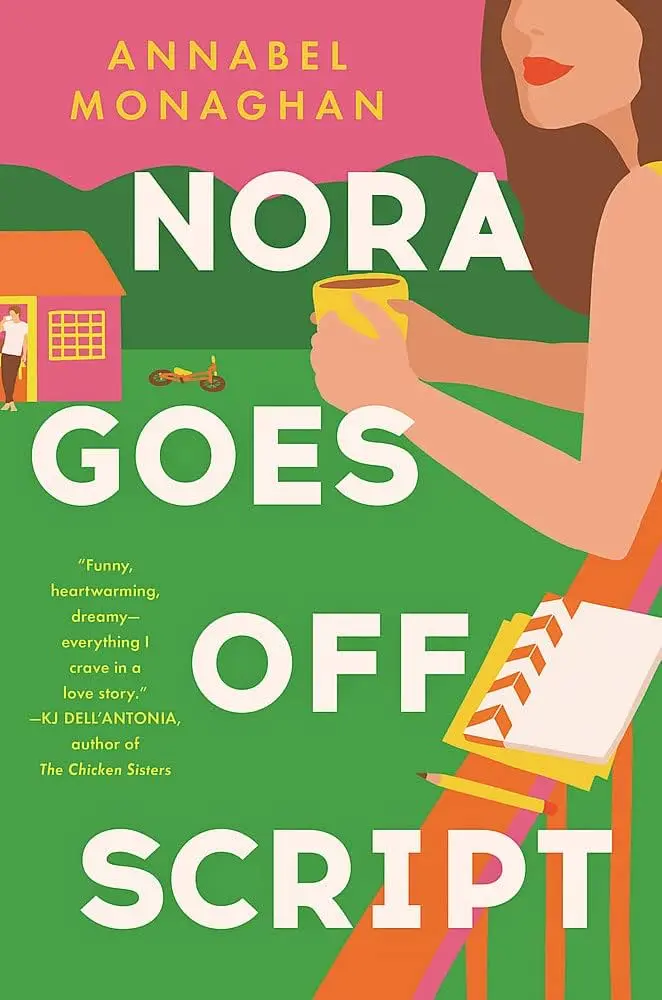 ANNABEL
MONAGHAN
NORA
GOES
"Funny,
heartwarming,
dreamy—
everything I
crave in a
love story."
—KJ DELL'ANTONIA,
author of
The Chicken Sisters
OFF
SCRIPT